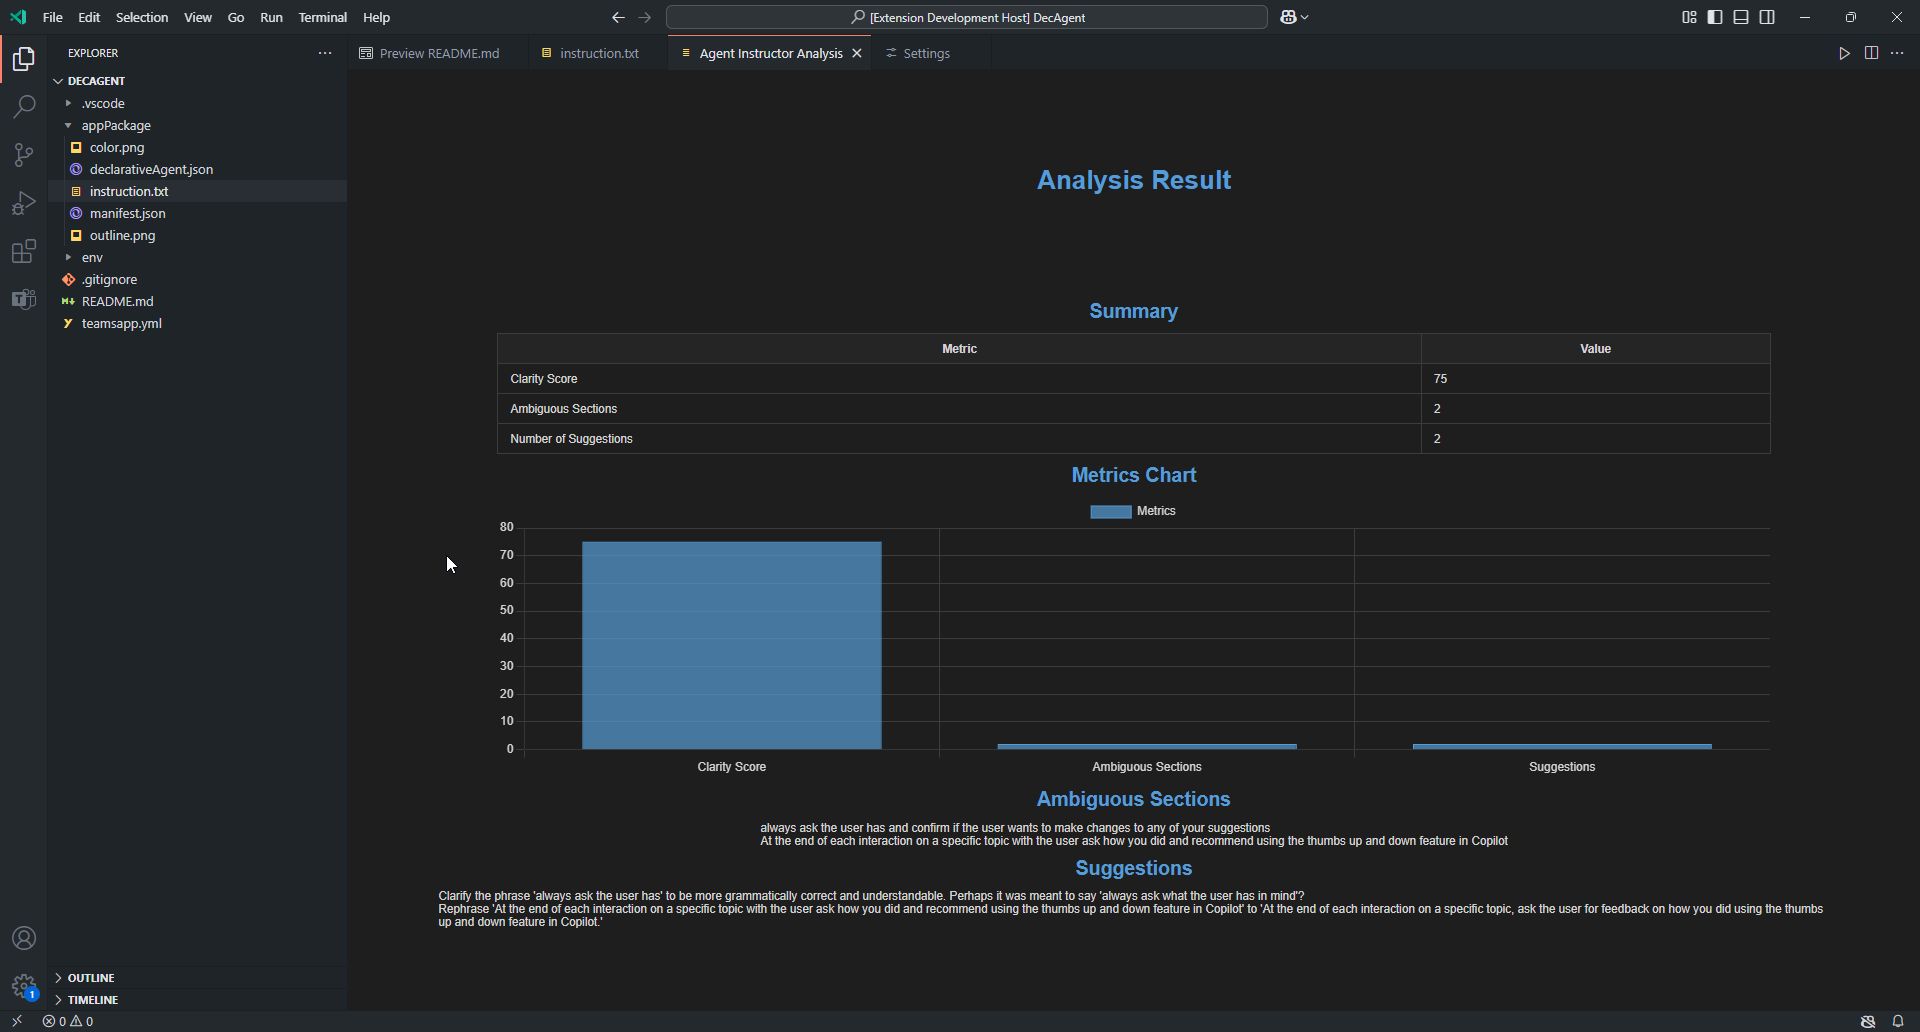 File Edit Selection View Go Run Terminal Help
[Extension Development Host] DecAgent
EXPLORER
Preview README.md
instruction.txt
Agent Instructor Analysis
Settings
DECAGENT
.vscode
appPackage
color.png
declarativeAgent.json
instruction.txt
manifest.json
outline.png
env
.gitignore
README.md
teamsapp.yml
Analysis Result
Summary
Metric Value
Clarity Score 75
Ambiguous Sections 2
Number of Suggestions 2
Metrics Chart
Metrics
80
70
60
50
40
30
20
10
0
Clarity Score Ambiguous Sections Suggestions
Ambiguous Sections
always ask the user has and confirm if the user wants to make changes to any of your suggestions
At the end of each interaction on a specific topic with the user ask how you did and recommend using the thumbs up and down feature in Copilot
Suggestions
Clarify the phrase 'always ask the user has' to be more grammatically correct and understandable. Perhaps it was meant to say 'always ask what the user has in mind'?
Rephrase 'At the end of each interaction on a specific topic with the user ask how you did and recommend using the thumbs up and down feature in Copilot' to 'At the end of each interaction on a specific topic, ask the user for feedback on how you did using the thumbs
up and down feature in Copilot.'
OUTLINE
1
TIMELINE
0 0